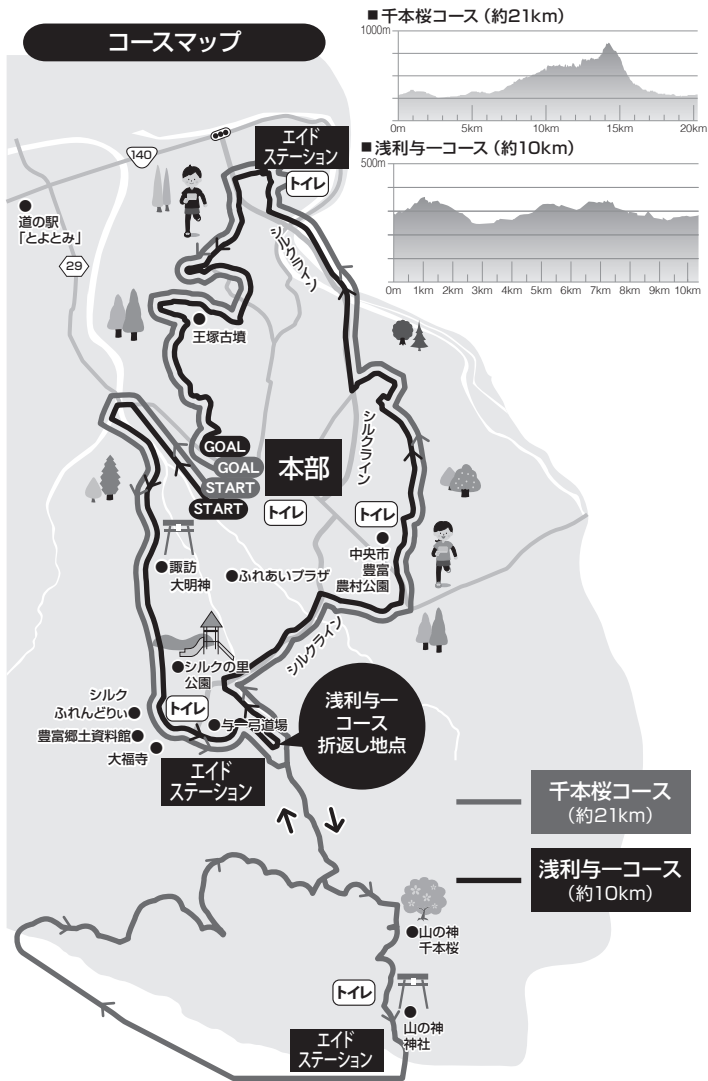 コースマップ
■千本桜コース（約21km）
1000m
0m 5km 10km 15km 20km
■浅利与一コース（約10km）
500m
0m 1km 2km 3km 4km 5km 6km 7km 8km 9km 10km
140
エイド
ステーション
トイレ
道の駅
「とよとみ」
29
シルクライン
王塚古墳
シルクライン
GOAL
GOAL
START
START
本部
トイレ
トイレ
中央市
豊富
農村公園
諏訪
大明神
ふれあいプラザ
シルクライン
シルクの里
公園
シルク
ふれんどりぃ
豊富郷土資料館
大福寺
トイレ
与一弓道場
浅利与一
コース
折返し地点
エイド
ステーション
千本桜コース
（約21km）
浅利与一コース
（約10km）
山の神
千本桜
トイレ
山の神
神社
エイド
ステーション